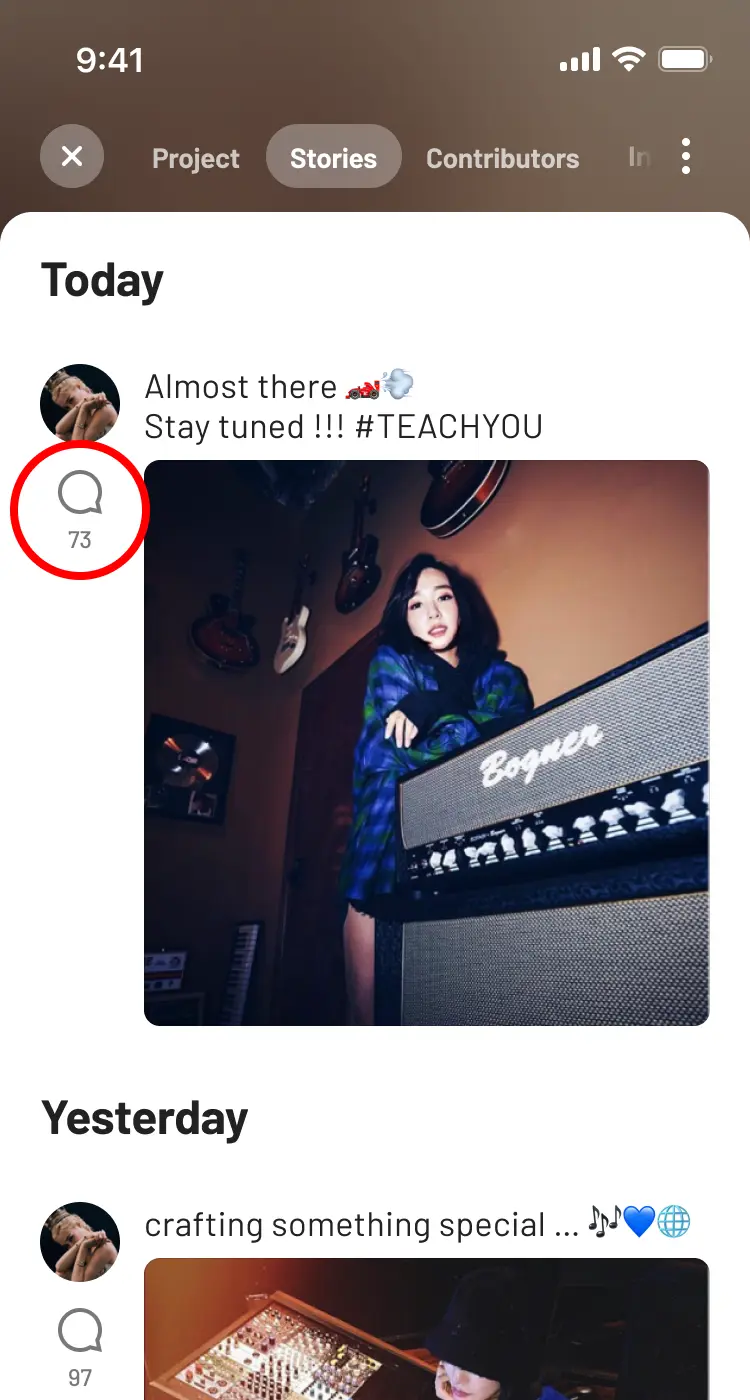 9:41
Project Stories Contributors In
Today
Almost there 🏎️💨
Stay tuned !!! #TEACHYOU
73
Bogner
Yesterday
crafting something special ... 🎶💙🌐
97